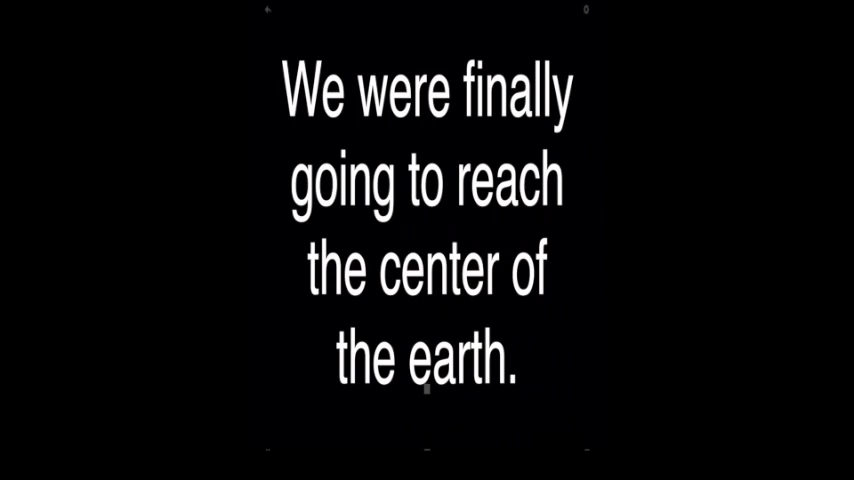 We were finally
going to reach
the center of
the earth.